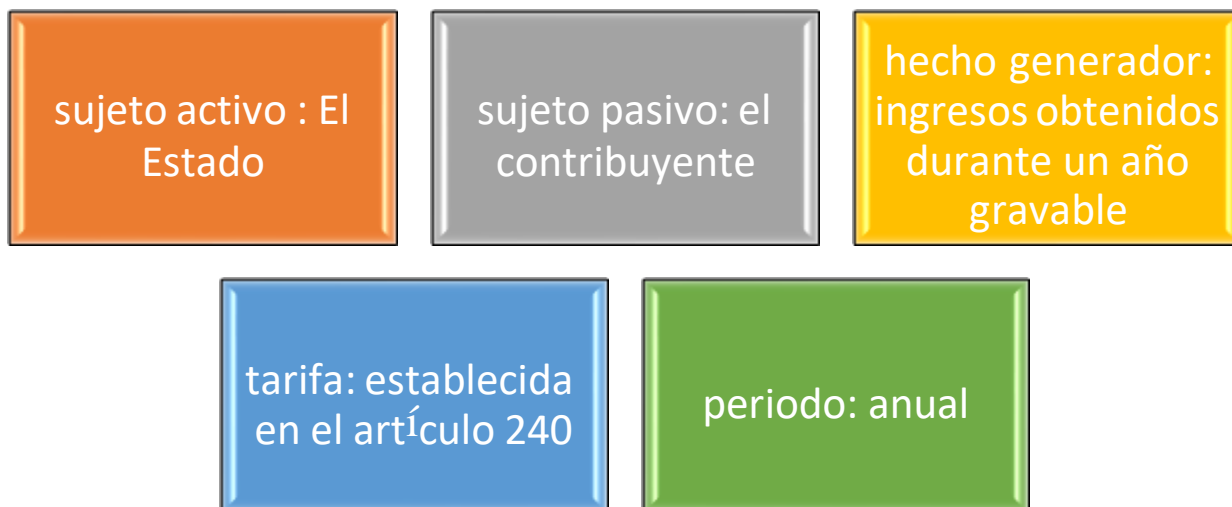 sujeto activo : El
Estado
sujeto pasivo: el
contribuyente
hecho generador:
ingresos obtenidos
durante un año
gravable
tarifa: establecida
en el artículo 240
periodo: anual